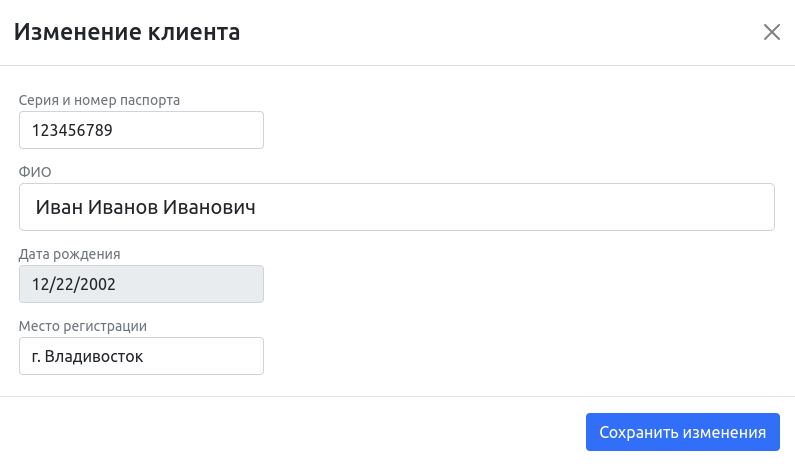 Изменение клиента
Серия и номер паспорта
123456789
ФИО
Иван Иванов Иванович
Дата рождения
12/22/2002
Место регистрации
г. Владивосток
Сохранить изменения